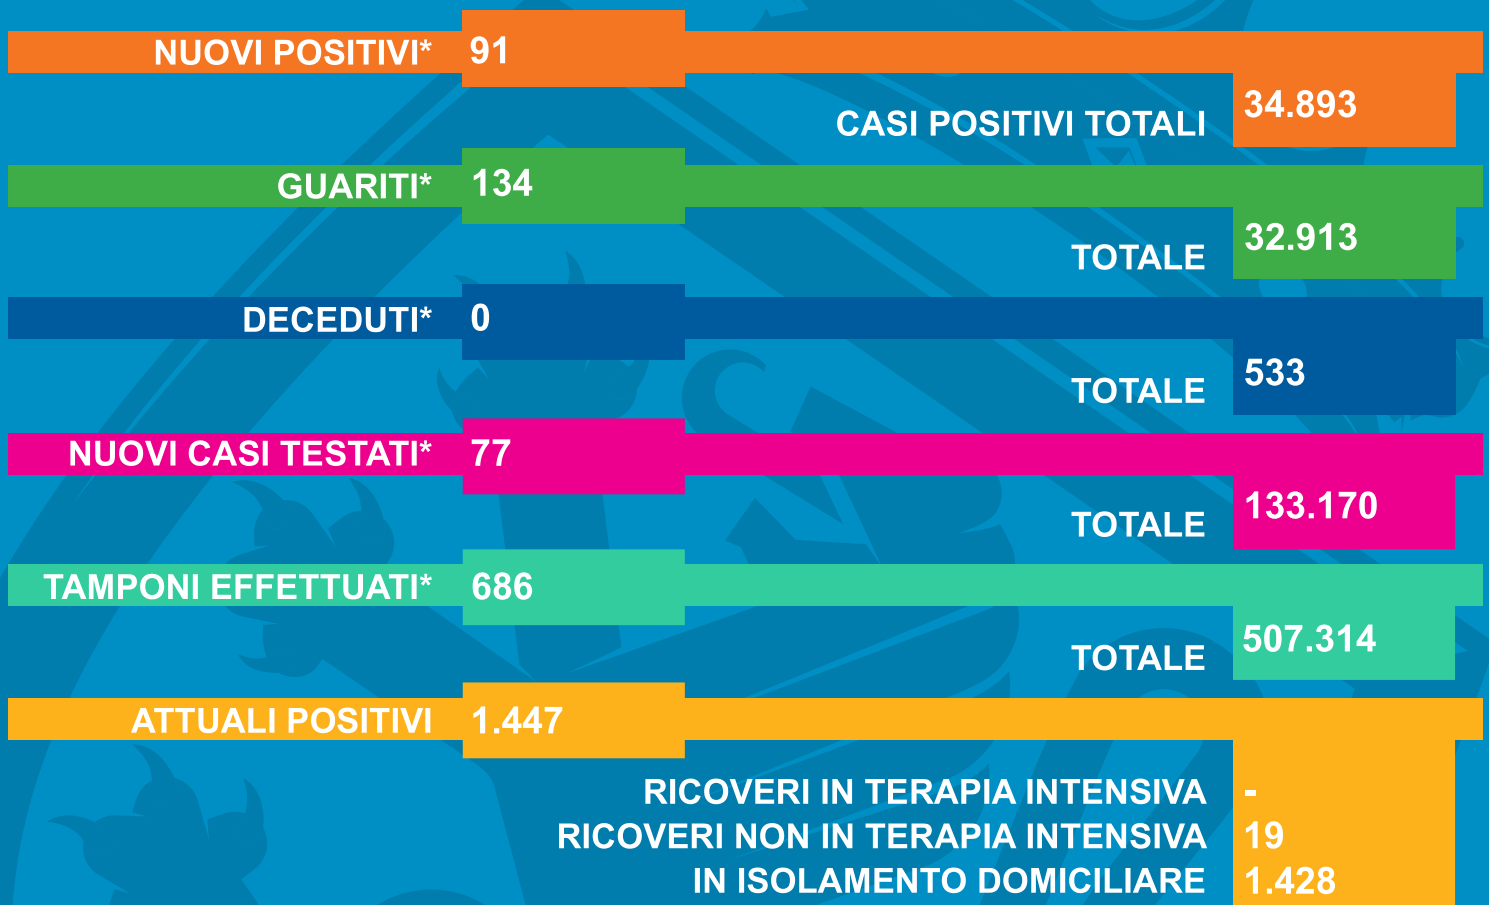 NUOVI POSITIVI* 91
CASI POSITIVI TOTALI 34.893
GUARITI* 134
TOTALE 32.913
DECEDUTI* 0
TOTALE 533
NUOVI CASI TESTATI* 77
TOTALE 133.170
TAMPONI EFFETTUATI* 686
TOTALE 507.314
ATTUALI POSITIVI 1.447
RICOVERI IN TERAPIA INTENSIVA -
RICOVERI NON IN TERAPIA INTENSIVA 19
IN ISOLAMENTO DOMICILIARE 1.428